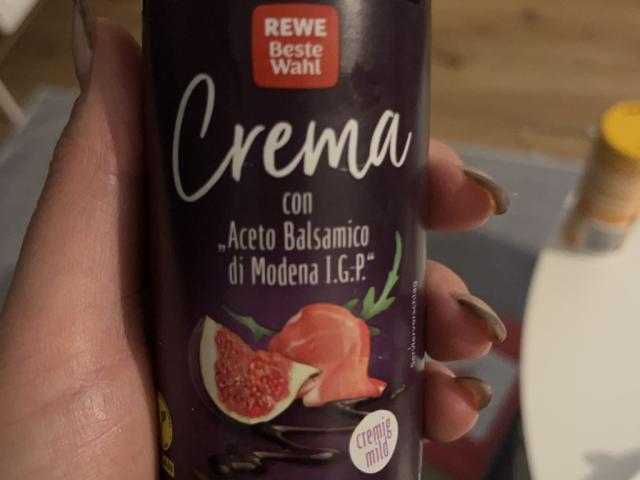 REWE
Beste
Wahl
Crema
con
„Aceto Balsamico
di Modena I.G.P.“
Serviervorschlag
cremig
mild